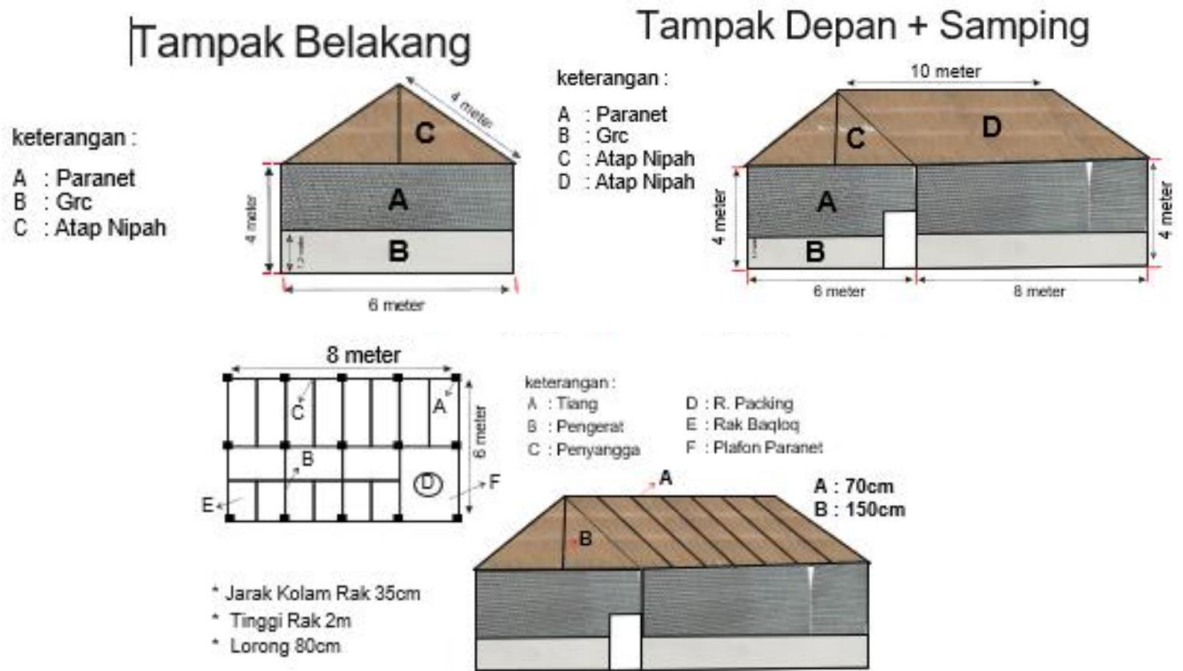 Tampak Belakang
keterangan :
A : Paranet
B : Grc
C : Atap Nipah
4 meter
C
A
B
4 meter
6 meter
Tampak Depan + Samping
keterangan :
A : Paranet
B : Grc
C : Atap Nipah
D : Atap Nipah
10 meter
C
D
A
B
4 meter
4 meter
6 meter
8 meter
8 meter
C
A
B
D
E
F
6 meter
keterangan :
A : Tiang
B : Pengerat
C : Penyangga
D : R. Packing
E : Rak Baqloq
F : Plafon Paranet
A
B
A : 70cm
B : 150cm
* Jarak Kolam Rak 35cm
* Tinggi Rak 2m
* Lorong 80cm